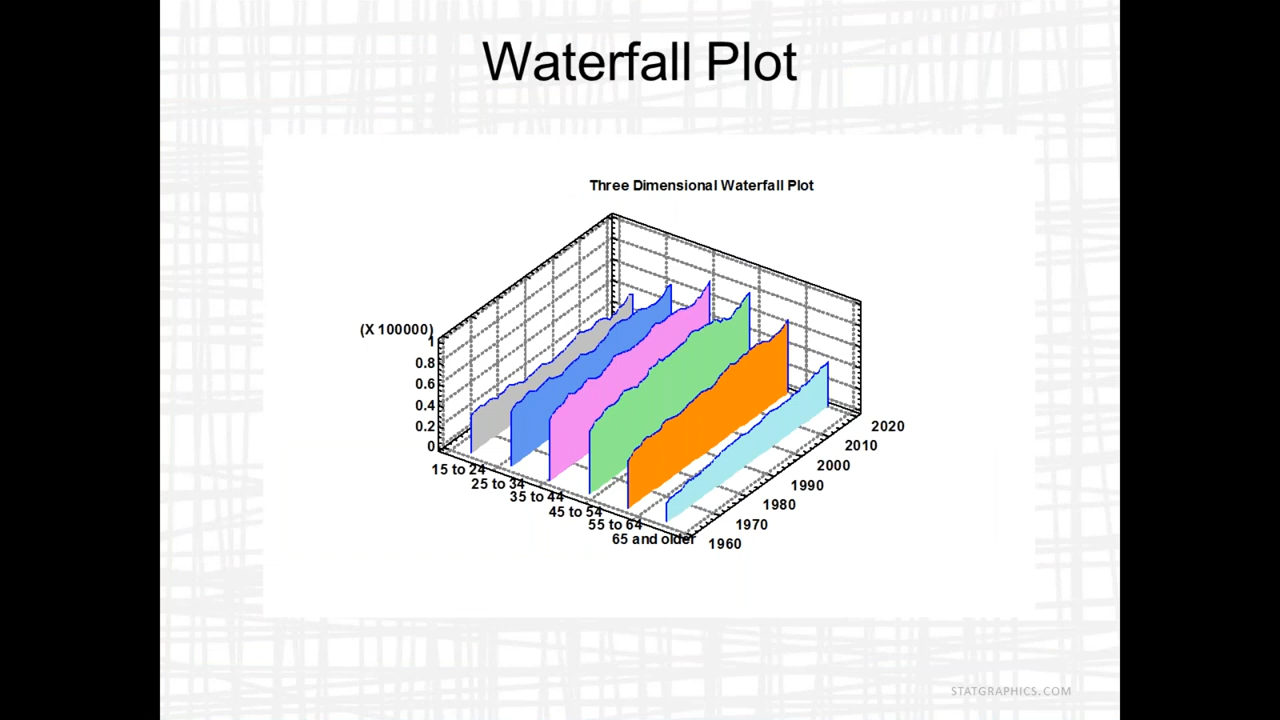 Waterfall Plot
Three Dimensional Waterfall Plot
(X 100000)
1
0.8
0.6
0.4
0.2
0
15 to 24
25 to 34
35 to 44
45 to 54
55 to 64
65 and older
2020
2010
2000
1990
1980
1970
1960
STATGRAPHICS.COM